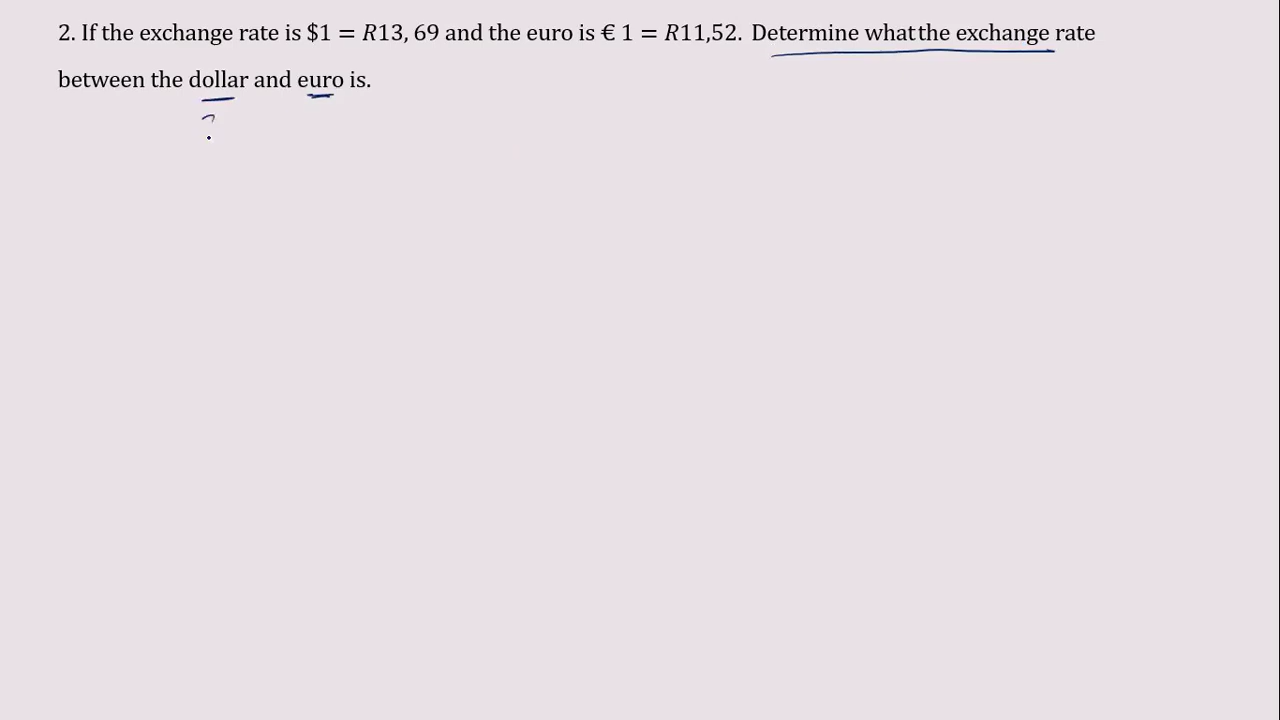 2. If the exchange rate is $1 = R13, 69 and the euro is € 1 = R11,52. Determine what the exchange rate
between the dollar and euro is.
?